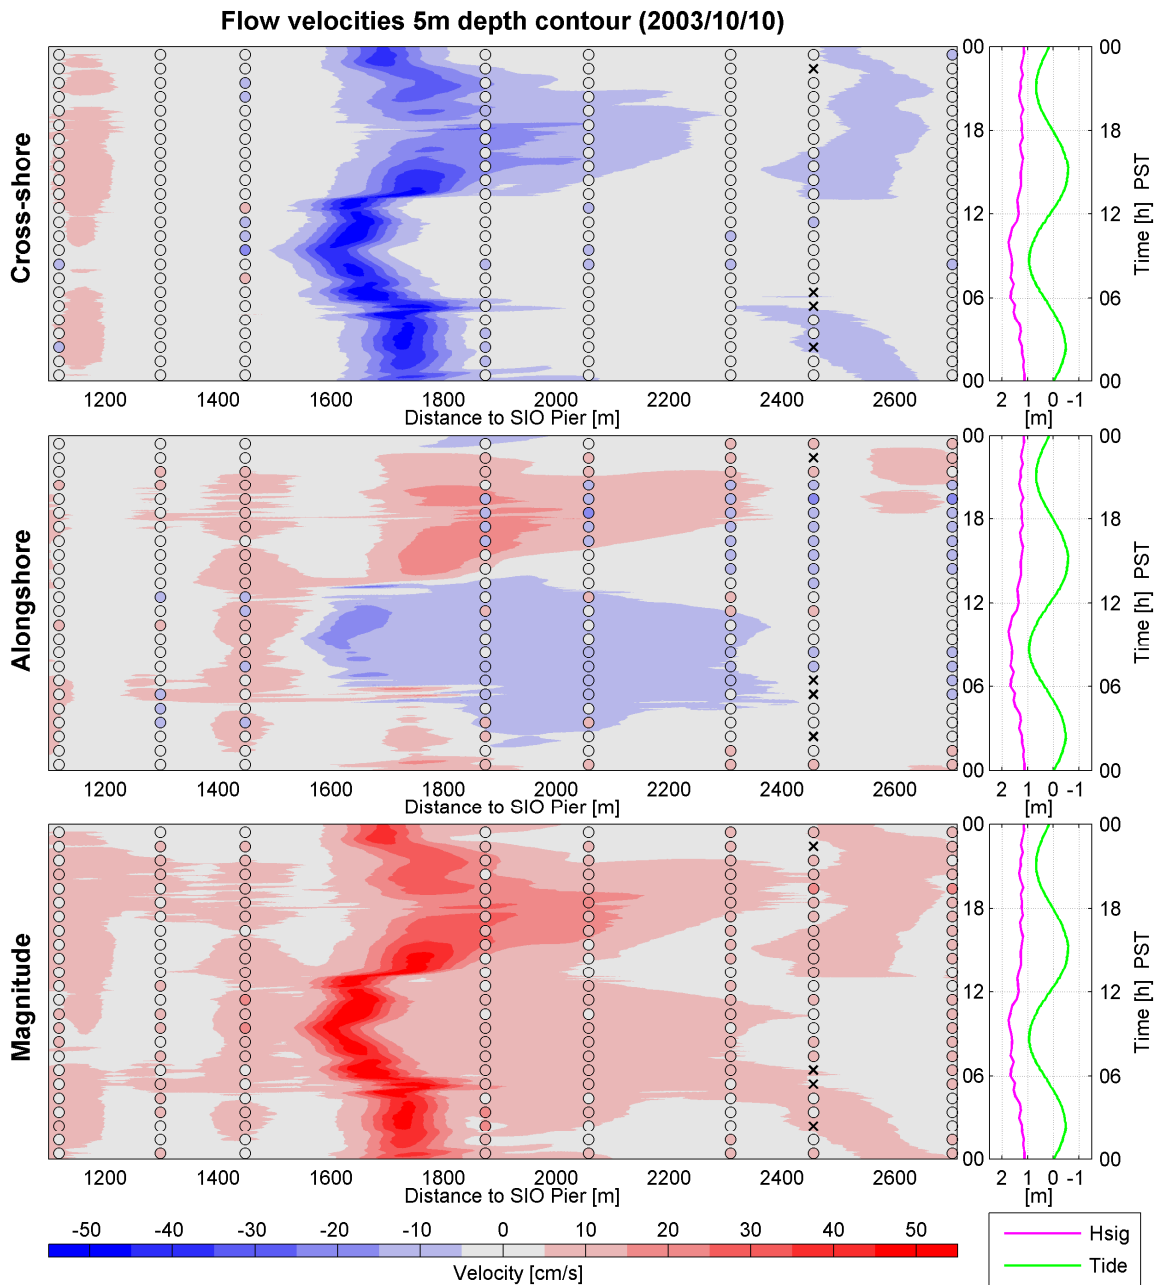 Flow velocities 5m depth contour (2003/10/10)
Cross-shore
00
18
12
06
00
00
18
12
06
00
Time [h] PST
1200 1400 1600 1800 2000 2200 2400 2600
Distance to SIO Pier [m]
2 1 0 -1
[m]
Alongshore
00
18
12
06
00
00
18
12
06
00
Time [h] PST
1200 1400 1600 1800 2000 2200 2400 2600
Distance to SIO Pier [m]
2 1 0 -1
[m]
Magnitude
00
18
12
06
00
00
18
12
06
00
Time [h] PST
1200 1400 1600 1800 2000 2200 2400 2600
Distance to SIO Pier [m]
2 1 0 -1
[m]
-50 -40 -30 -20 -10 0 10 20 30 40 50
Velocity [cm/s]
Hsig
Tide